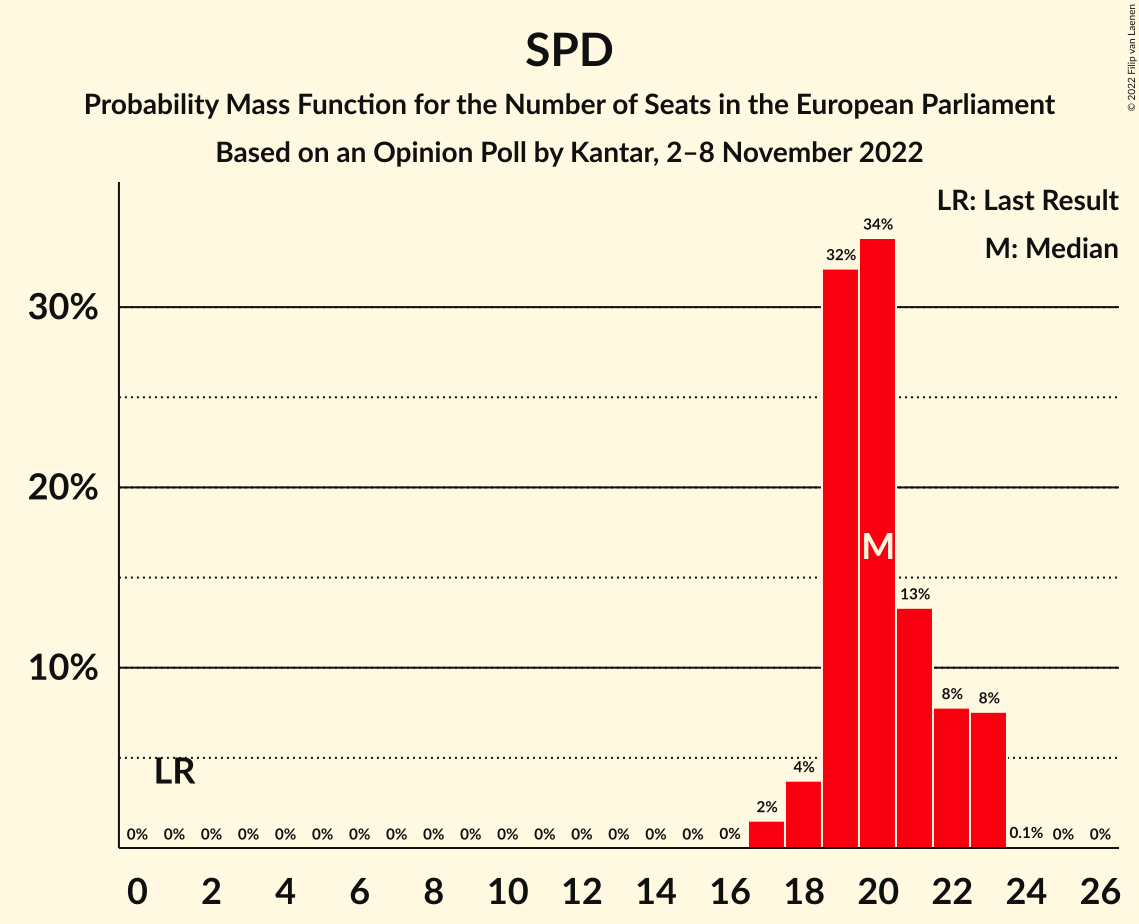 SPD
Probability Mass Function for the Number of Seats in the European Parliament
Based on an Opinion Poll by Kantar, 2–8 November 2022
© 2022 Filip van Laenen
LR: Last Result
M: Median
30%
20%
10%
34%
32%
M
13%
8%
8%
4%
2%
LR
0% 0% 0% 0% 0% 0% 0% 0% 0% 0% 0% 0% 0% 0% 0% 0% 0% 0.1% 0% 0%
0 2 4 6 8 10 12 14 16 18 20 22 24 26